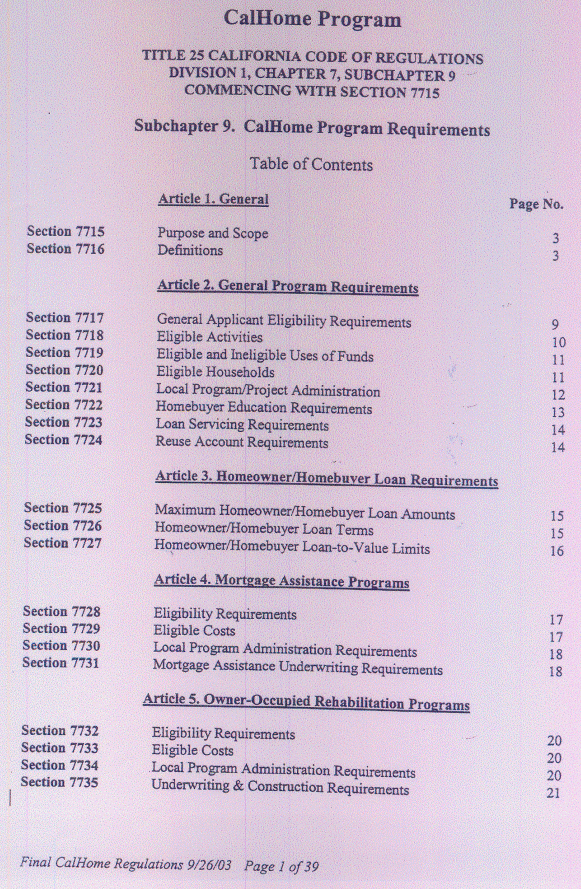 CalHome Program
TITLE 25 CALIFORNIA CODE OF REGULATIONS
DIVISION 1, CHAPTER 7, SUBCHAPTER 9
COMMENCING WITH SECTION 7715
Subchapter 9. CalHome Program Requirements
Table of Contents
Article 1. General Page No.
Section 7715 Purpose and Scope 3
Section 7716 Definitions 3
Article 2. General Program Requirements
Section 7717 General Applicant Eligibility Requirements 9
Section 7718 Eligible Activities 10
Section 7719 Eligible and Ineligible Uses of Funds 11
Section 7720 Eligible Households 11
Section 7721 Local Program/Project Administration 12
Section 7722 Homebuyer Education Requirements 13
Section 7723 Loan Servicing Requirements 14
Section 7724 Reuse Account Requirements 14
Article 3. Homeowner/Homebuyer Loan Requirements
Section 7725 Maximum Homeowner/Homebuyer Loan Amounts 15
Section 7726 Homeowner/Homebuyer Loan Terms 15
Section 7727 Homeowner/Homebuyer Loan-to-Value Limits 16
Article 4. Mortgage Assistance Programs
Section 7728 Eligibility Requirements 17
Section 7729 Eligible Costs 17
Section 7730 Local Program Administration Requirements 18
Section 7731 Mortgage Assistance Underwriting Requirements 18
Article 5. Owner-Occupied Rehabilitation Programs
Section 7732 Eligibility Requirements 20
Section 7733 Eligible Costs 20
Section 7734 Local Program Administration Requirements 20
Section 7735 Underwriting & Construction Requirements 21
Final CalHome Regulations 9/26/03 Page 1 of 39